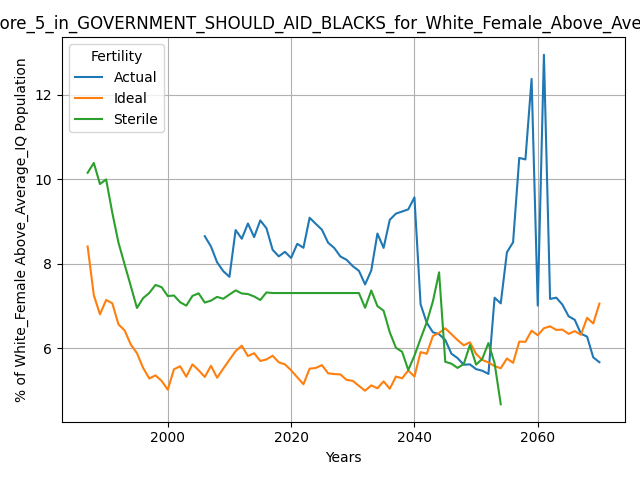 ore_5_in_GOVERNMENT_SHOULD_AID_BLACKS_for_White_Female_Above_Ave
Fertility
Actual
Ideal
Sterile
% of White_Female Above_Average_IQ Population
12
10
8
6
2000
2020
2040
2060
Years